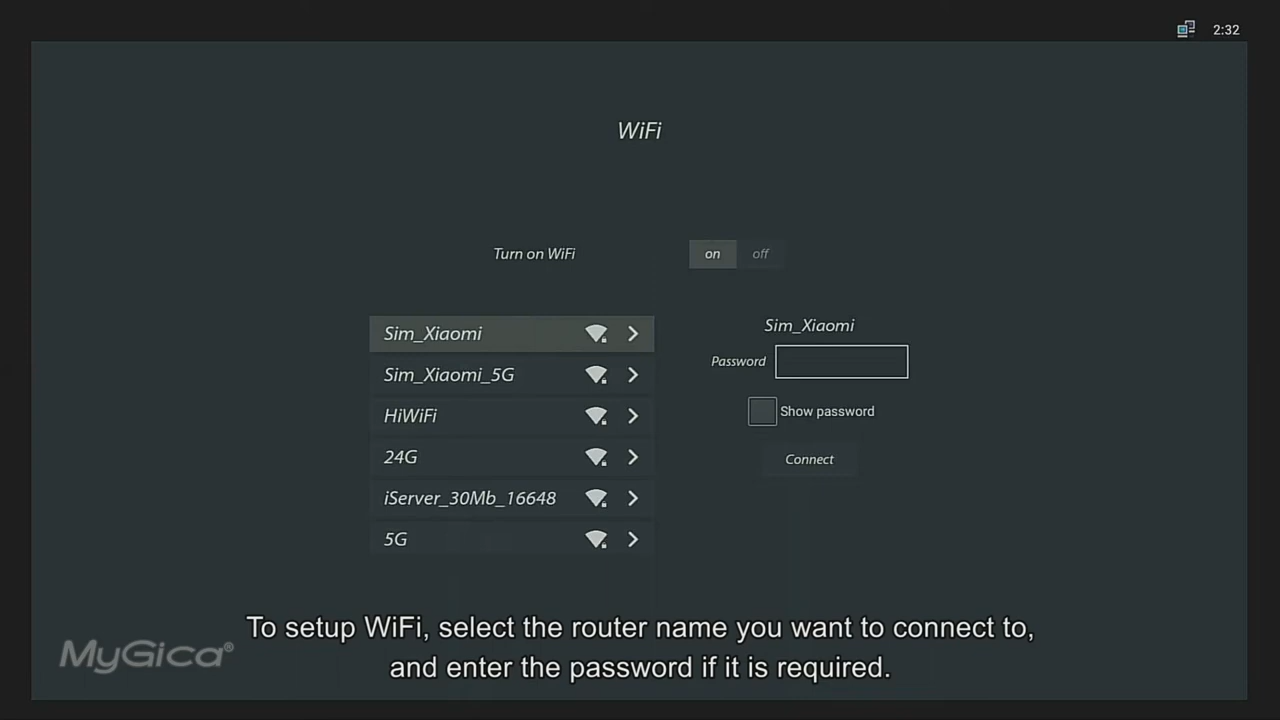 2:32
WiFi
Turn on WiFi
on off
Sim_Xiaomi
Sim_Xiaomi_5G
HiWiFi
24G
iServer_30Mb_16648
5G
Sim_Xiaomi
Password
Show password
Connect
To setup WiFi, select the router name you want to connect to,
and enter the password if it is required.
MyGica®